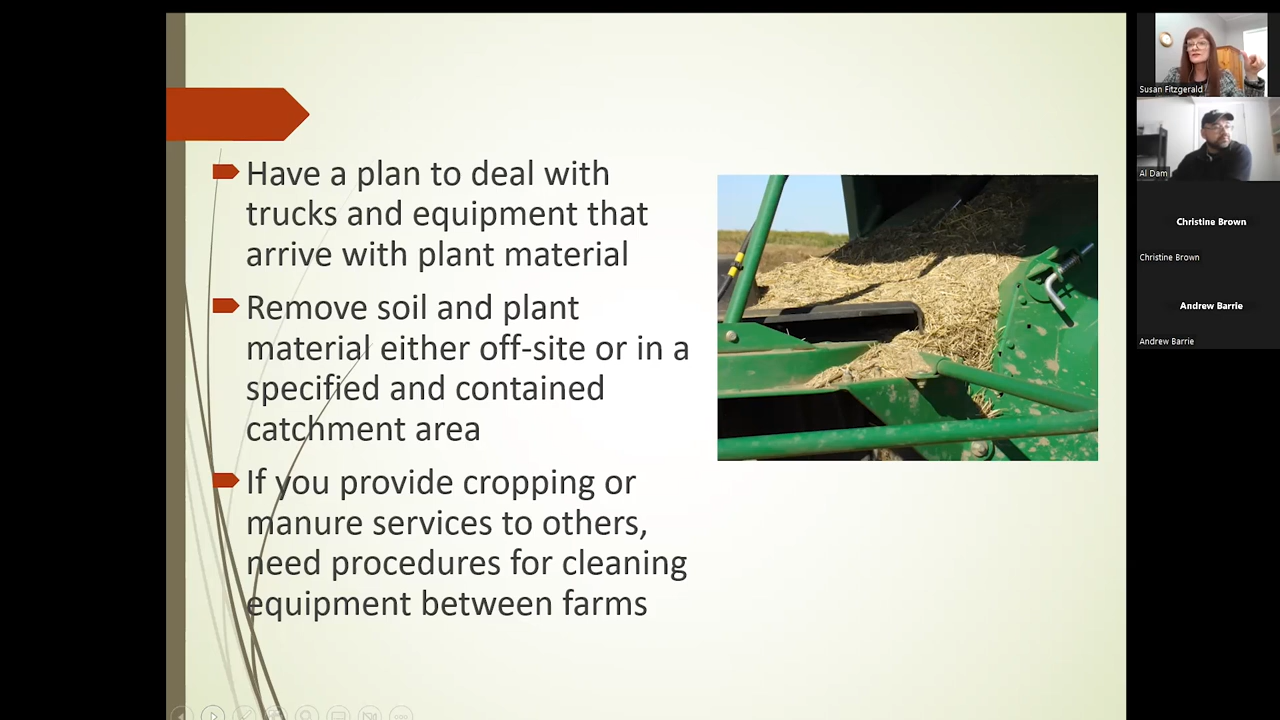 Have a plan to deal with
trucks and equipment that
arrive with plant material
Remove soil and plant
material either off-site or in a
specified and contained
catchment area
If you provide cropping or
manure services to others,
need procedures for cleaning
equipment between farms
Susan Fitzgerald
Al Dam
Christine Brown
Christine Brown
Andrew Barrie
Andrew Barrie